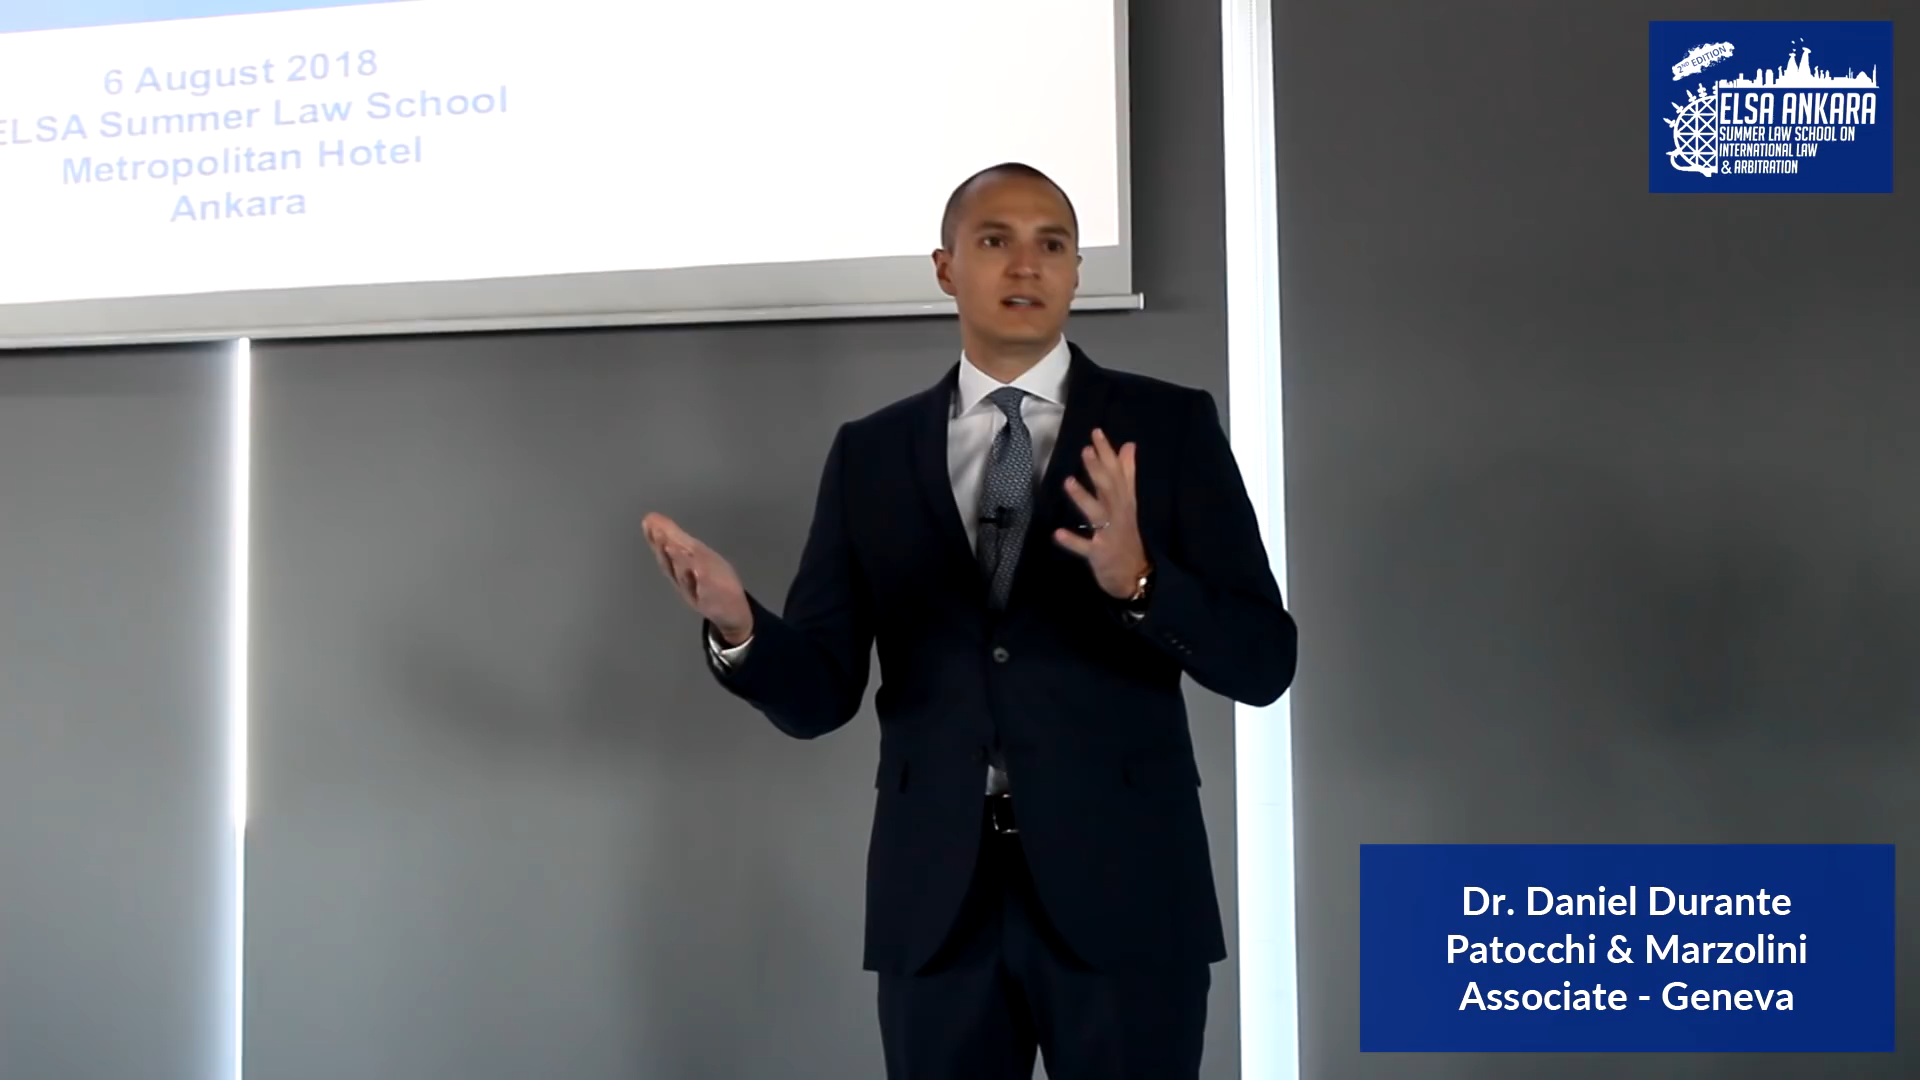 6 August 2018
ELSA Summer Law School
Metropolitan Hotel
Ankara
2ND EDITION
ELSA ANKARA
SUMMER LAW SCHOOL ON
INTERNATIONAL LAW
& ARBITRATION
Dr. Daniel Durante
Patocchi & Marzolini
Associate - Geneva